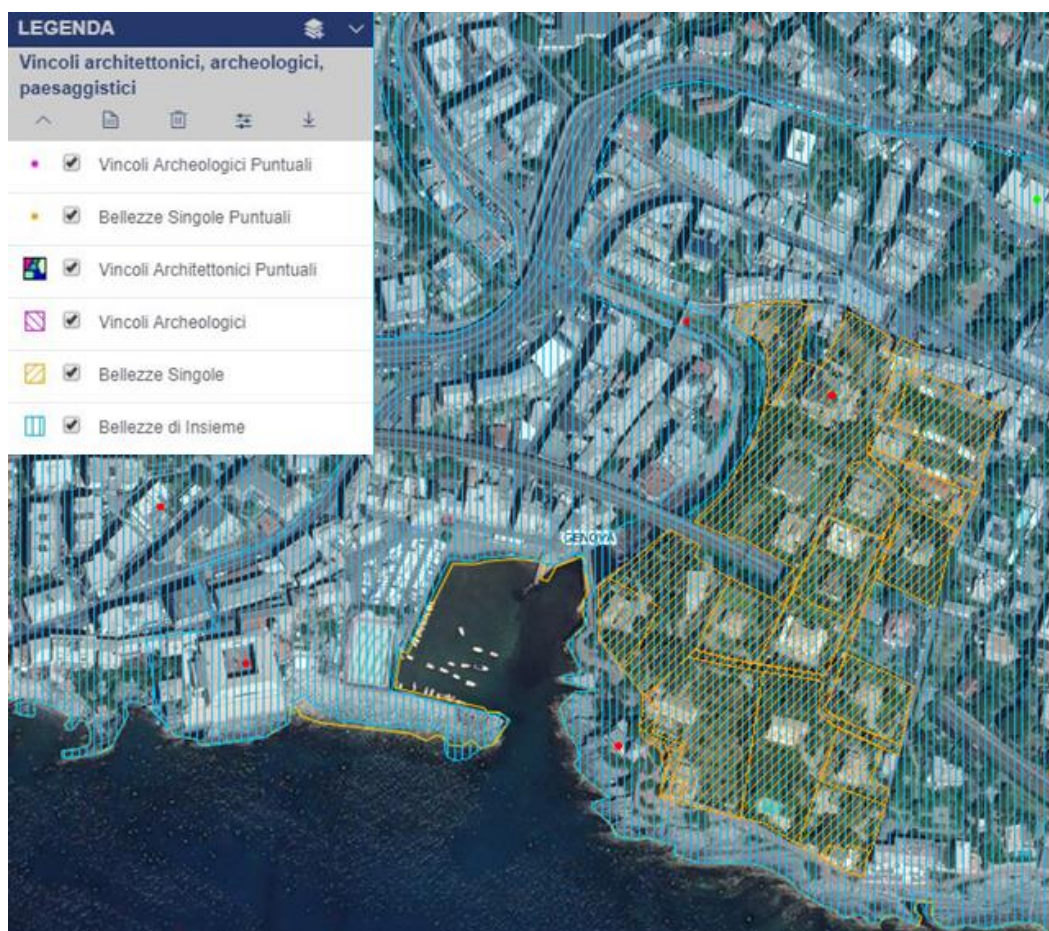 LEGENDA
Vincoli architettonici, archeologici,
paesaggistici
Vincoli Archeologici Puntuali
Bellezze Singole Puntuali
Vincoli Architettonici Puntuali
Vincoli Archeologici
Bellezze Singole
Bellezze di Insieme
GENOVA